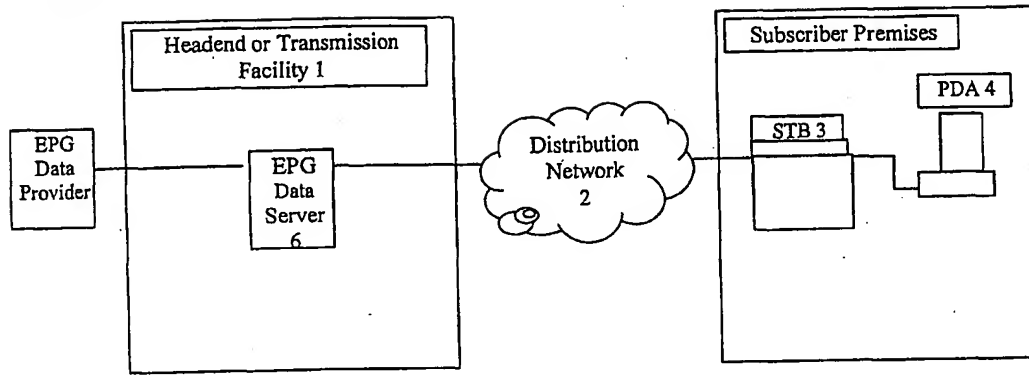 Headend or Transmission
Facility 1
Subscriber Premises
PDA 4
STB 3
EPG
Data
Provider
EPG
Data
Server
6
Distribution
Network
2